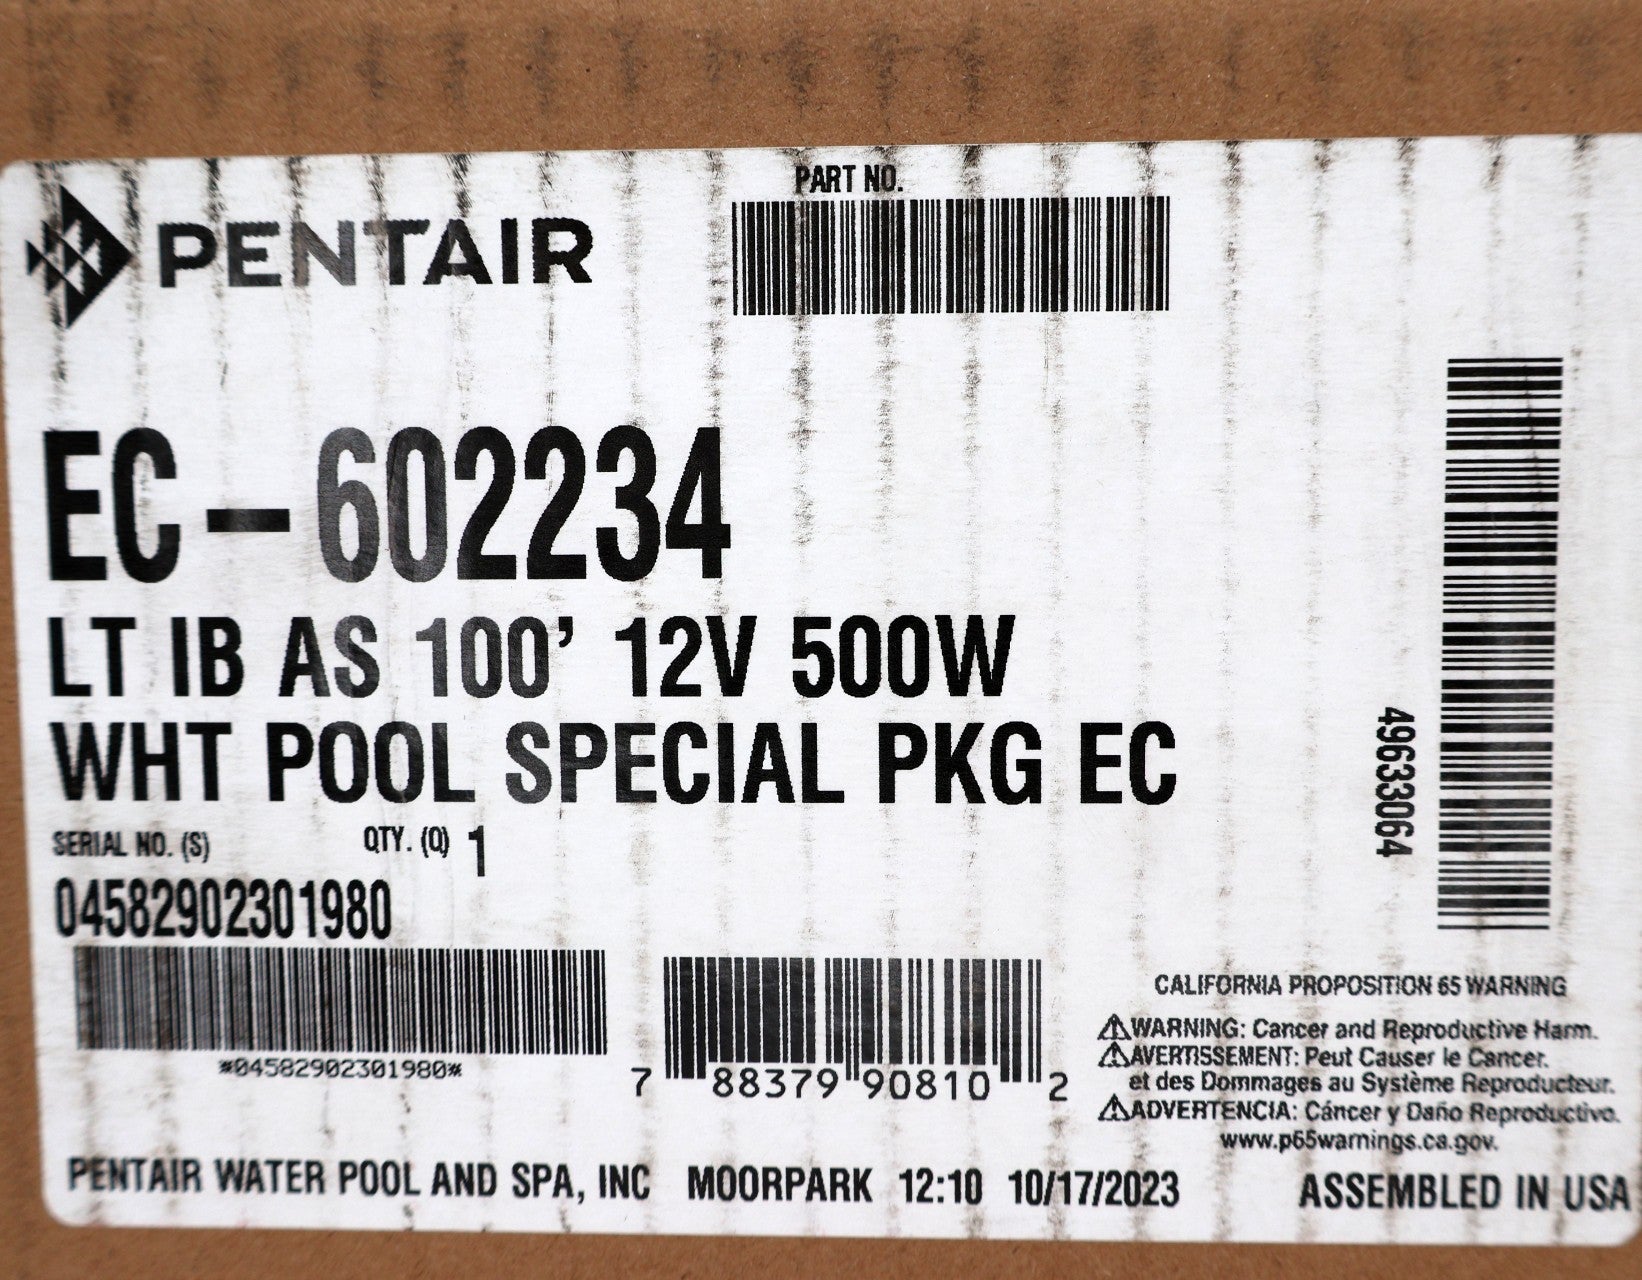 PENTAIR
PART NO.
EC-602234
LT IB AS 100' 12V 500W
WHT POOL SPECIAL PKG EC
SERIAL NO. (S) QTY. (Q) 1
04582902301980
*04582902301980*
7 88379 90810 2
49633064
CALIFORNIA PROPOSITION 65 WARNING
WARNING: Cancer and Reproductive Harm.
AVERTISSEMENT: Peut Causer le Cancer.
et des Dommages au Système Reproducteur.
ADVERTENCIA: Cáncer y Daño Reproductivo.
www.p65warnings.ca.gov.
PENTAIR WATER POOL AND SPA, INC MOORPARK 12:10 10/17/2023
ASSEMBLED IN USA